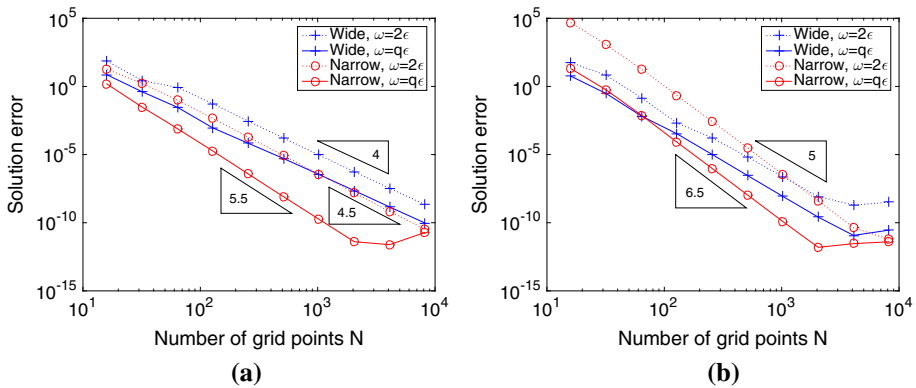 Solution error
10^5
10^0
10^-5
10^-10
10^-15
Wide, ω=2ϵ
Wide, ω=qϵ
Narrow, ω=2ϵ
Narrow, ω=qϵ
4
5.5
4.5
10^1
10^2
10^3
10^4
Number of grid points N
(a)
Solution error
10^5
10^0
10^-5
10^-10
10^-15
Wide, ω=2ϵ
Wide, ω=qϵ
Narrow, ω=2ϵ
Narrow, ω=qϵ
5
6.5
10^1
10^2
10^3
10^4
Number of grid points N
(b)